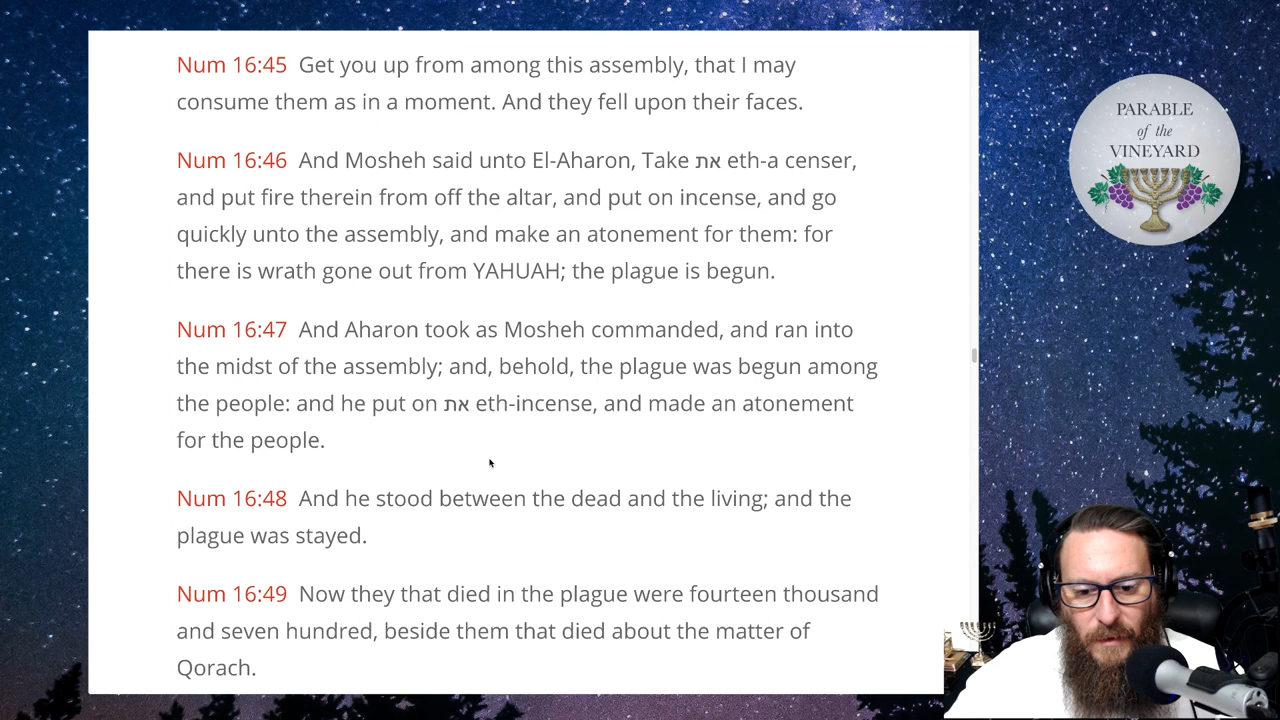 Num 16:45 Get you up from among this assembly, that I may
consume them as in a moment. And they fell upon their faces.
Num 16:46 And Mosheh said unto El-Aharon, Take את eth-a censer,
and put fire therein from off the altar, and put on incense, and go
quickly unto the assembly, and make an atonement for them: for
there is wrath gone out from YAHUAH; the plague is begun.
Num 16:47 And Aharon took as Mosheh commanded, and ran into
the midst of the assembly; and, behold, the plague was begun among
the people: and he put on את eth-incense, and made an atonement
for the people.
Num 16:48 And he stood between the dead and the living; and the
plague was stayed.
Num 16:49 Now they that died in the plague were fourteen thousand
and seven hundred, beside them that died about the matter of
Qorach.
PARABLE
of the
VINEYARD